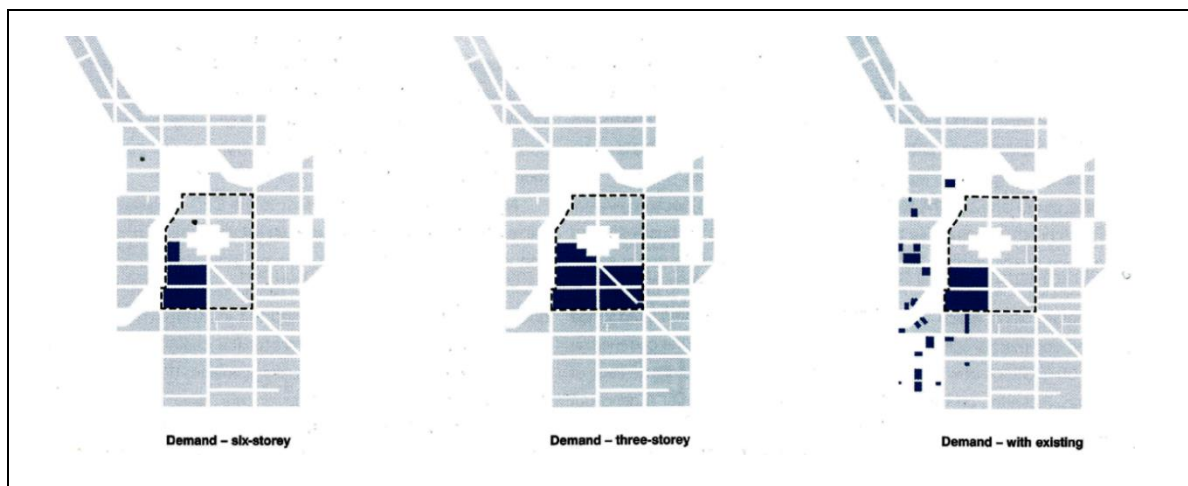 Demand – six-storey
Demand – three-storey
Demand – with existing